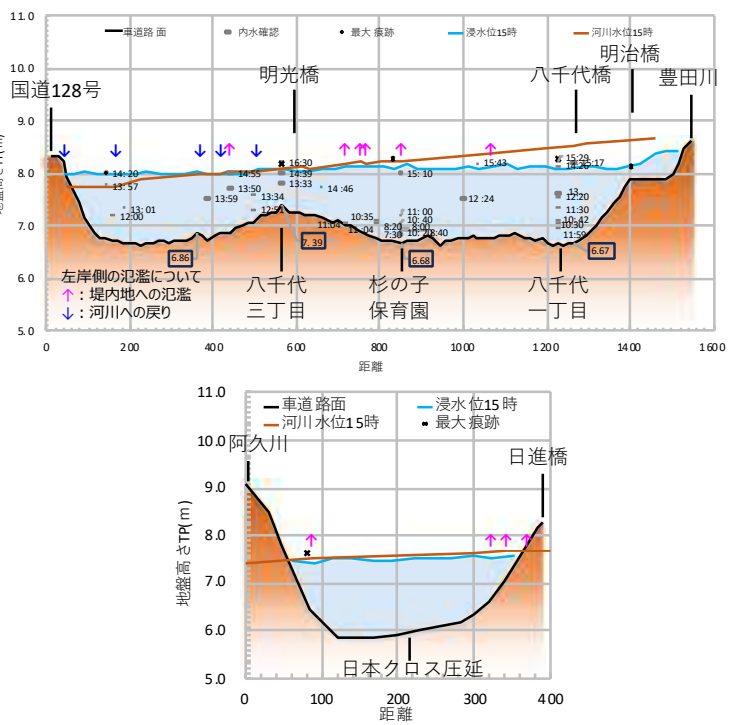 11.0
10.0
9.0
8.0
7.0
6.0
5.0
車道路面
内水確認
最大痕跡
浸水位15時
河川水位15時
国道128号
明光橋
八千代橋
明治橋
豊田川
14:20
13:57
13:01
12:00
14:55
13:50
13:59
13:34
16:30
14:39
13:33
14:46
11:04
10:35
15:10
11:00
10:40
8:20
8:00
7:30
15:43
12:24
15:29
12:20
11:30
10:42
10:30
11:59
6.86
7.39
6.68
6.67
左岸側の氾濫について
↑:堤内地への氾濫
↓:河川への戻り
八千代
三丁目
杉の子
保育園
八千代
一丁目
0 200 400 600 800 1000 1200 1400 1600
距離
11.0
10.0
9.0
8.0
7.0
6.0
5.0
地盤高さTP(m)
車道路面
浸水位15時
河川水位15時
最大痕跡
阿久川
日進橋
日本クロス圧延
0 100 200 300 400
距離